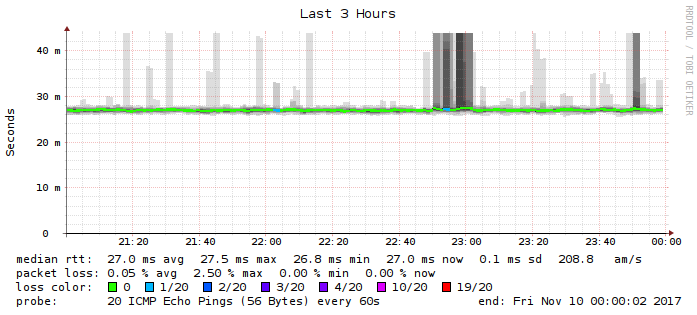 Last 3 Hours
RRDTOOL / TOBI OETIKER
Seconds
40 m
30 m
20 m
10 m
0
21:20 21:40 22:00 22:20 22:40 23:00 23:20 23:40 00:00
median rtt: 27.0 ms avg 27.5 ms max 26.8 ms min 27.0 ms now 0.1 ms sd 208.8 am/s
packet loss: 0.05 % avg 2.50 % max 0.00 % min 0.00 % now
loss color: 0 1/20 2/20 3/20 4/20 10/20 19/20
probe: 20 ICMP Echo Pings (56 Bytes) every 60s end: Fri Nov 10 00:00:02 2017